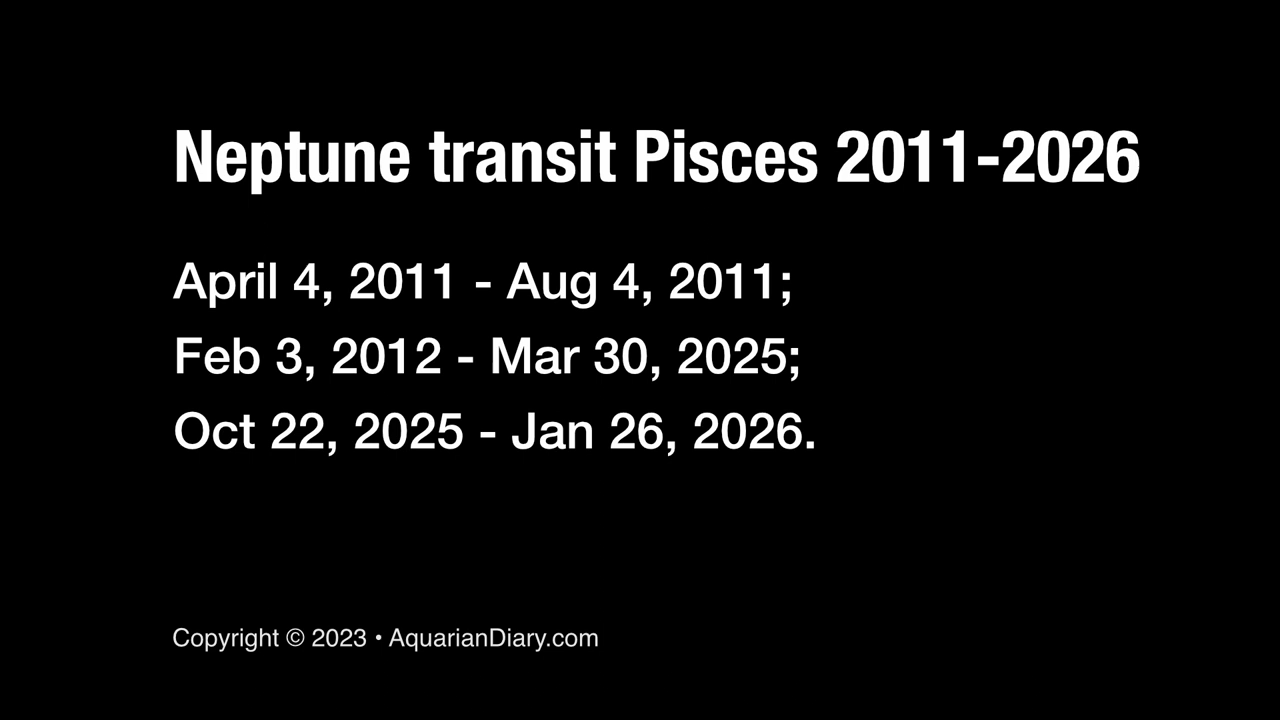 Neptune transit Pisces 2011-2026
April 4, 2011 - Aug 4, 2011;
Feb 3, 2012 - Mar 30, 2025;
Oct 22, 2025 - Jan 26, 2026.
Copyright © 2023 • AquarianDiary.com